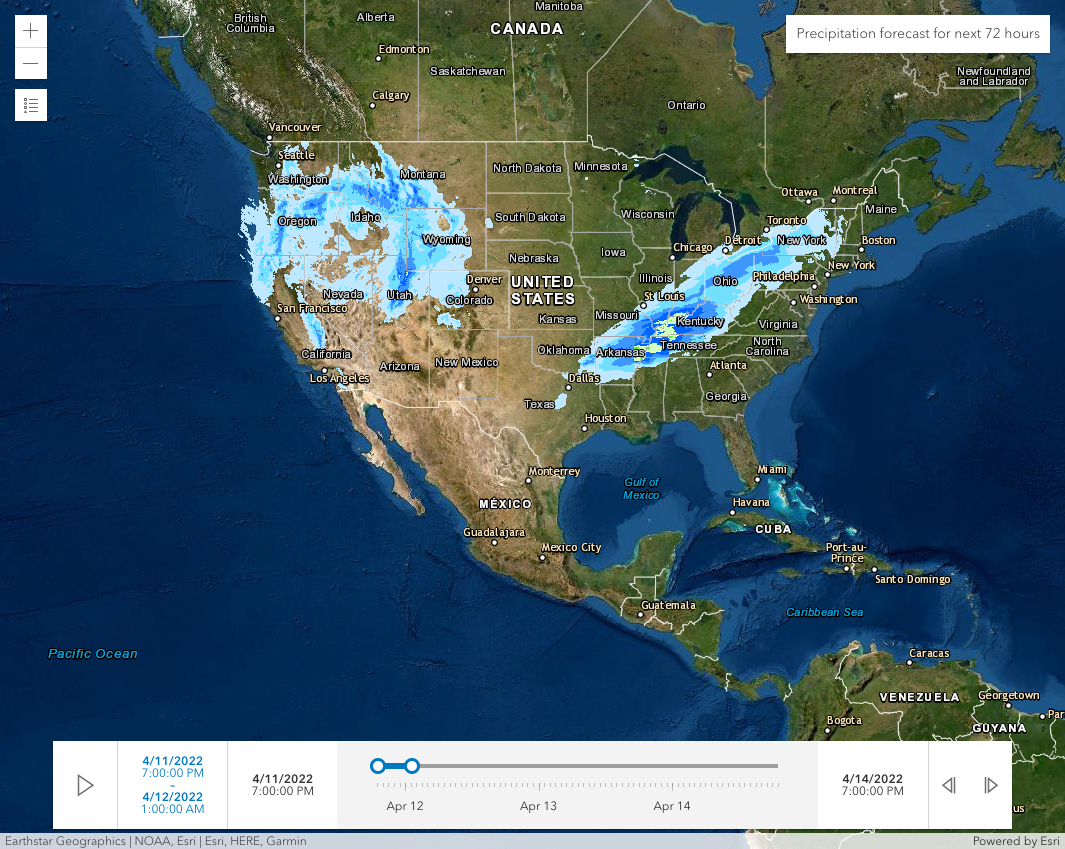 Manitoba
British
Columbia
Alberta
CANADA
Precipitation forecast for next 72 hours
Edmonton
Saskatchewan
Newfoundland
and Labrador
Calgary
Ontario
Vancouver
Seattle
Washington
Montana
North Dakota
Minnesota
Ottawa
Montreal
Maine
Oregon
Idaho
South Dakota
Wisconsin
Toronto
Wyoming
Iowa
Chicago
Detroit
New York
Boston
Nebraska
Denver
UNITED
STATES
Illinois
Ohio
Philadelphia
New York
Nevada
Utah
Colorado
St Louis
Washington
San Francisco
Kansas
Missouri
Kentucky
Virginia
California
Arizona
New Mexico
Oklahoma
Arkansas
Tennessee
North
Carolina
Los Angeles
Dallas
Atlanta
Texas
Georgia
Houston
Monterrey
Gulf of
Mexico
Miami
MÉXICO
Havana
CUBA
Guadalajara
Mexico City
Port-au-
Prince
Santo Domingo
Guatemala
Caribbean Sea
Pacific Ocean
Caracas
VENEZUELA
Georgetown
Par
Bogota
GUYANA
4/11/2022
7:00:00 PM
–
4/12/2022
1:00:00 AM
4/11/2022
7:00:00 PM
Apr 12
Apr 13
Apr 14
4/14/2022
7:00:00 PM
us
Earthstar Geographics | NOAA, Esri | Esri, HERE, Garmin
Powered by Esri